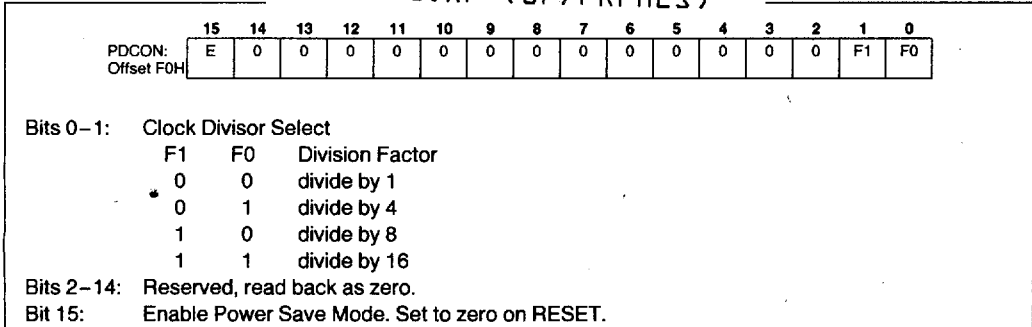 15 14 13 12 11 10 9 8 7 6 5 4 3 2 1 0
PDCON: E 0 0 0 0 0 0 0 0 0 0 0 0 0 F1 F0
Offset F0H
Bits 0–1: Clock Divisor Select
F1 F0 Division Factor
0 0 divide by 1
0 1 divide by 4
1 0 divide by 8
1 1 divide by 16
Bits 2–14: Reserved, read back as zero.
Bit 15: Enable Power Save Mode. Set to zero on RESET.